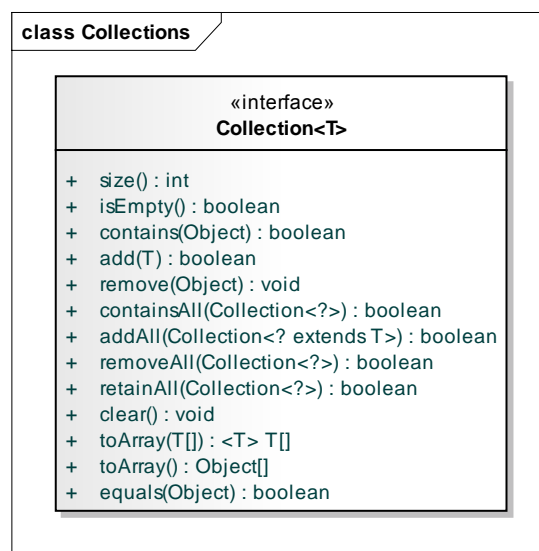 class Collections
«interface»
Collection<T>
+ size() : int
+ isEmpty() : boolean
+ contains(Object) : boolean
+ add(T) : boolean
+ remove(Object) : void
+ containsAll(Collection<?>) : boolean
+ addAll(Collection<? extends T>) : boolean
+ removeAll(Collection<?>) : boolean
+ retainAll(Collection<?>) : boolean
+ clear() : void
+ toArray(T[]) : <T> T[]
+ toArray() : Object[]
+ equals(Object) : boolean